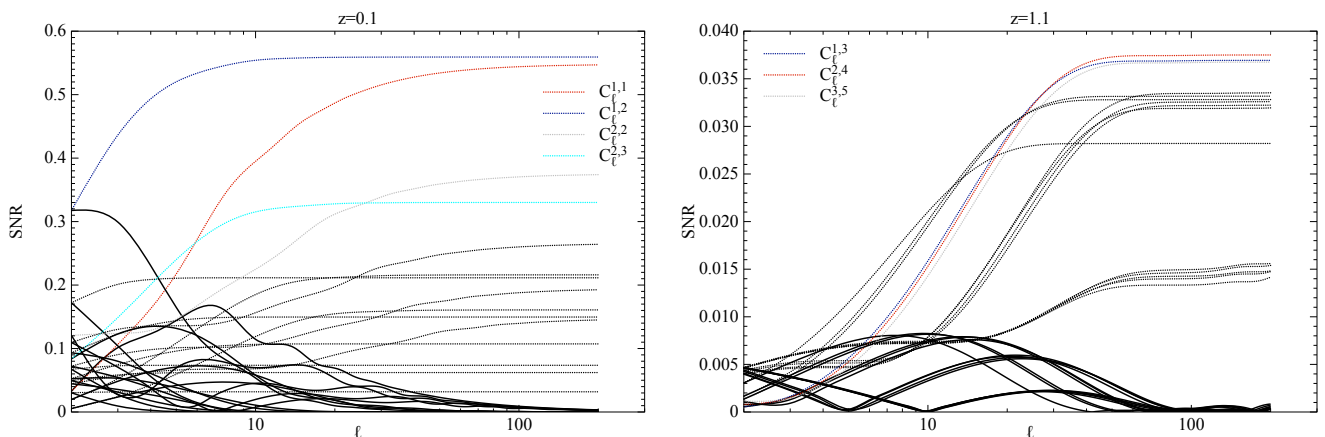 z=0.1
0.6
0.5
0.4
0.3
0.2
0.1
0
SNR
10
100
ℓ
C_ℓ^{1,1}
C_ℓ^{1,2}
C_ℓ^{2,2}
C_ℓ^{2,3}
z=1.1
0.040
0.035
0.030
0.025
0.020
0.015
0.010
0.005
0
SNR
10
100
ℓ
C_ℓ^{1,3}
C_ℓ^{2,4}
C_ℓ^{3,5}